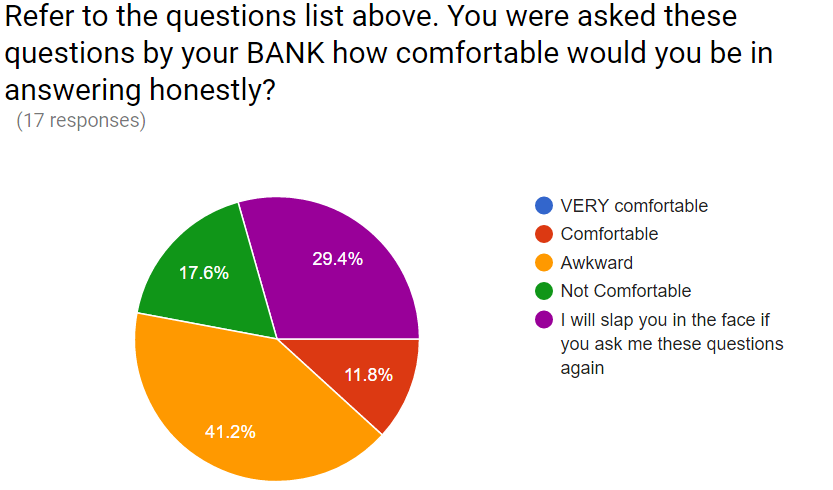 Refer to the questions list above. You were asked these
questions by your BANK how comfortable would you be in
answering honestly?
(17 responses)
VERY comfortable
Comfortable
Awkward
Not Comfortable
I will slap you in the face if
you ask me these questions
again
29.4%
17.6%
11.8%
41.2%